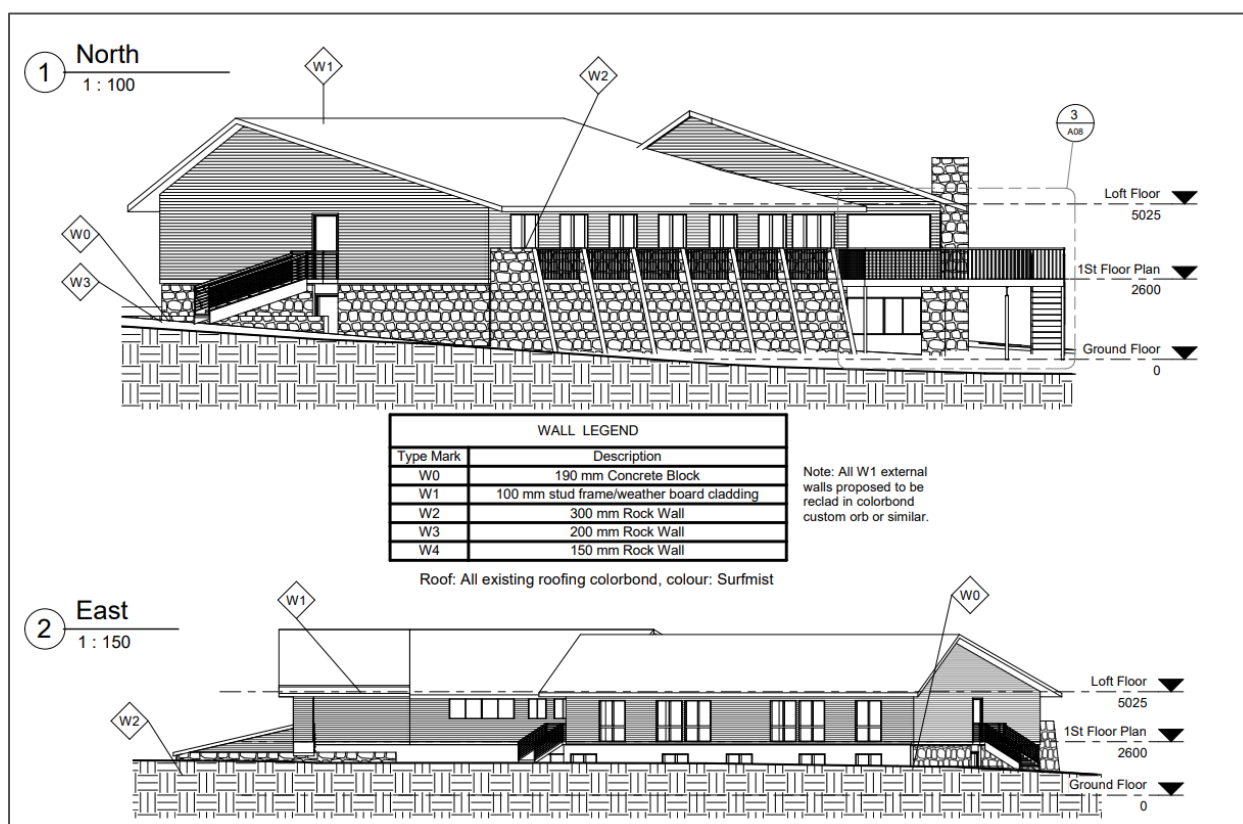 1
North
1 : 100
W1
W2
3
A08
W0
W3
Loft Floor
5025
1St Floor Plan
2600
Ground Floor
0
WALL LEGEND
Type Mark Description
W0 190 mm Concrete Block
W1 100 mm stud frame/weather board cladding
W2 300 mm Rock Wall
W3 200 mm Rock Wall
W4 150 mm Rock Wall
Note: All W1 external
walls proposed to be
reclad in colorbond
custom orb or similar.
Roof: All existing roofing colorbond, colour: Surfmist
2
East
1 : 150
W1
W0
W2
Loft Floor
5025
1St Floor Plan
2600
Ground Floor
0